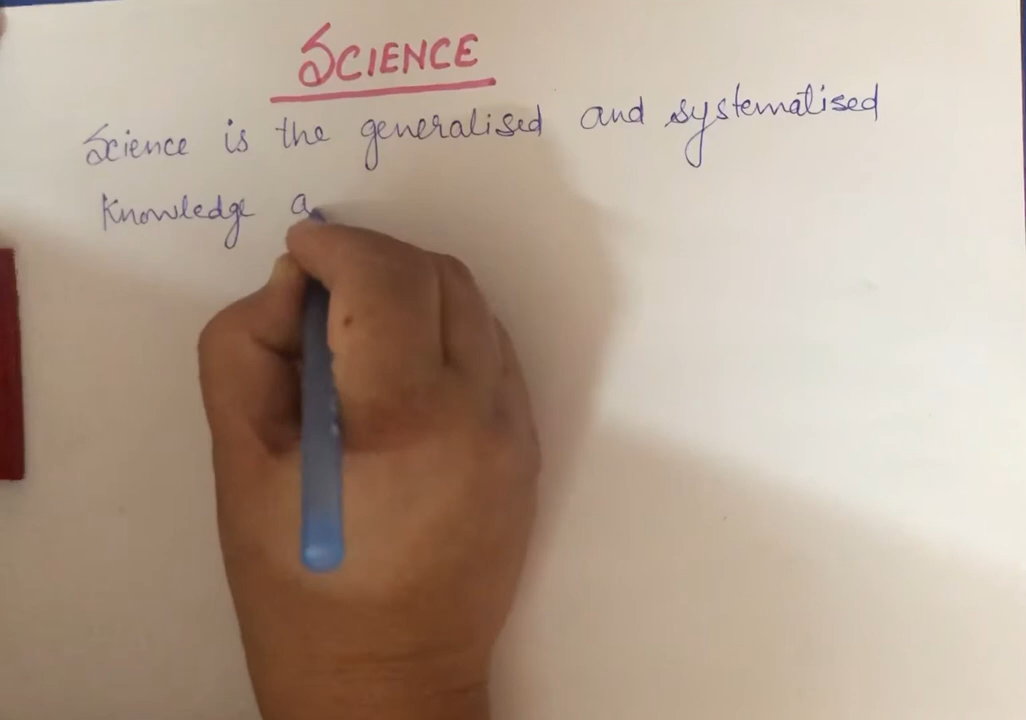 SCIENCE
Science is the generalised and systematised
Knowledge a